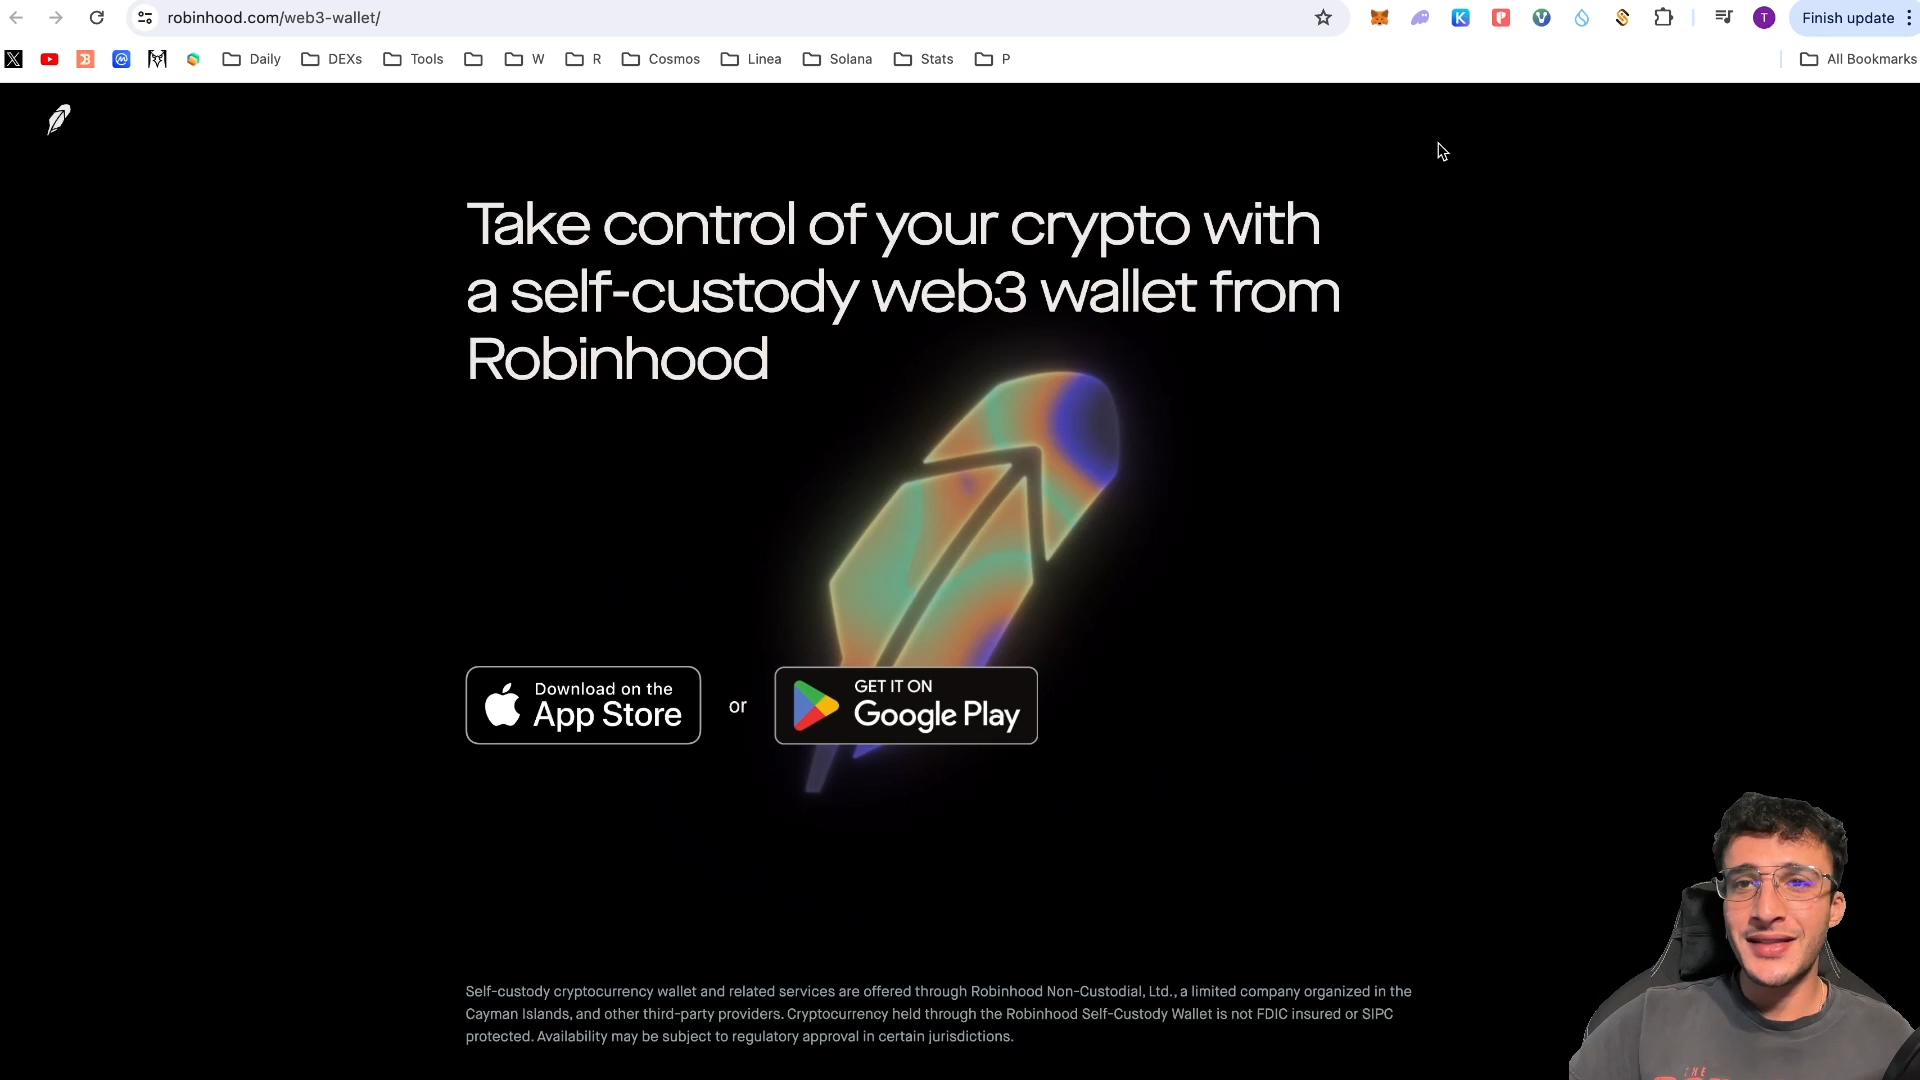 robinhood.com/web3-wallet/
T
Finish update
Daily
DEXs
Tools
W
R
Cosmos
Linea
Solana
Stats
P
All Bookmarks
Take control of your crypto with
a self-custody web3 wallet from
Robinhood
Download on the
App Store
or
GET IT ON
Google Play
Self-custody cryptocurrency wallet and related services are offered through Robinhood Non-Custodial, Ltd., a limited company organized in the
Cayman Islands, and other third-party providers. Cryptocurrency held through the Robinhood Self-Custody Wallet is not FDIC insured or SIPC
protected. Availability may be subject to regulatory approval in certain jurisdictions.
THE